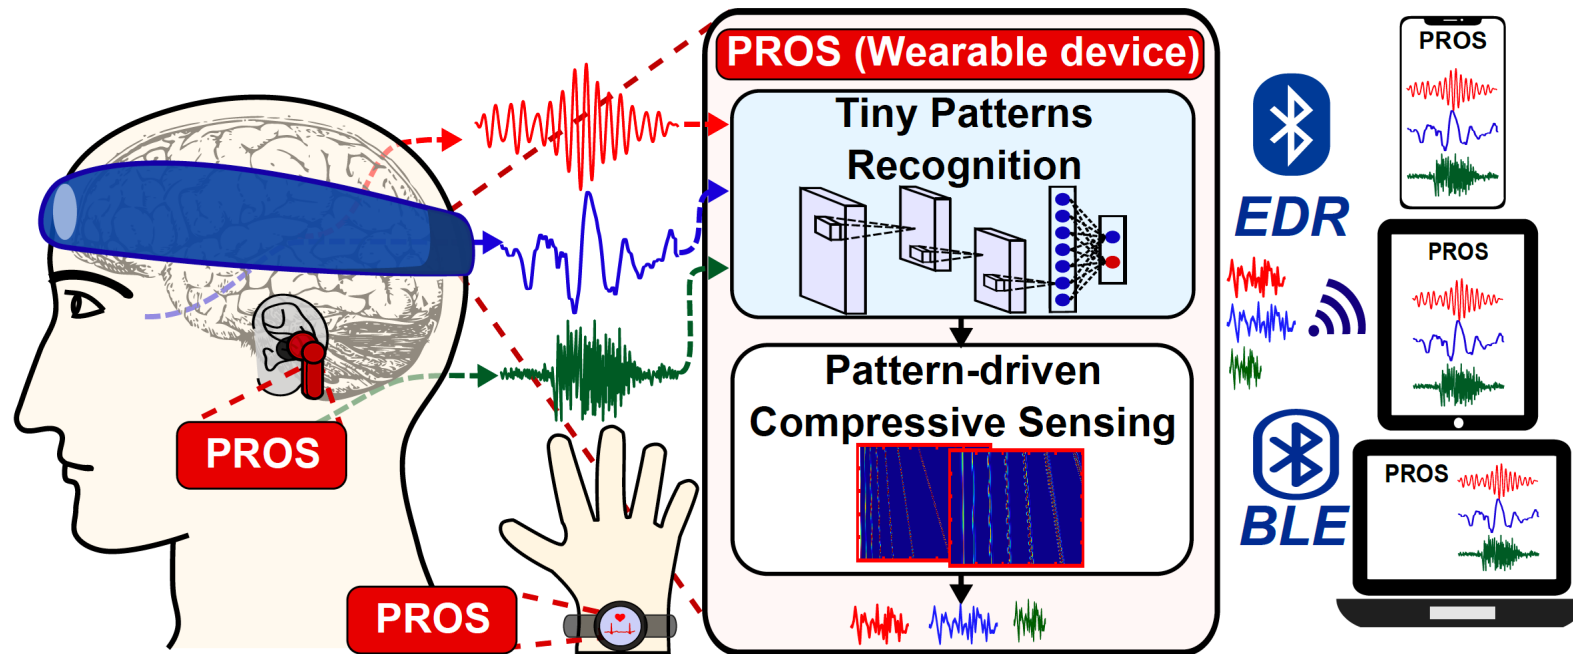 PROS (Wearable device)
Tiny Patterns
Recognition
Pattern-driven
Compressive Sensing
PROS
PROS
EDR
BLE
PROS
PROS
PROS